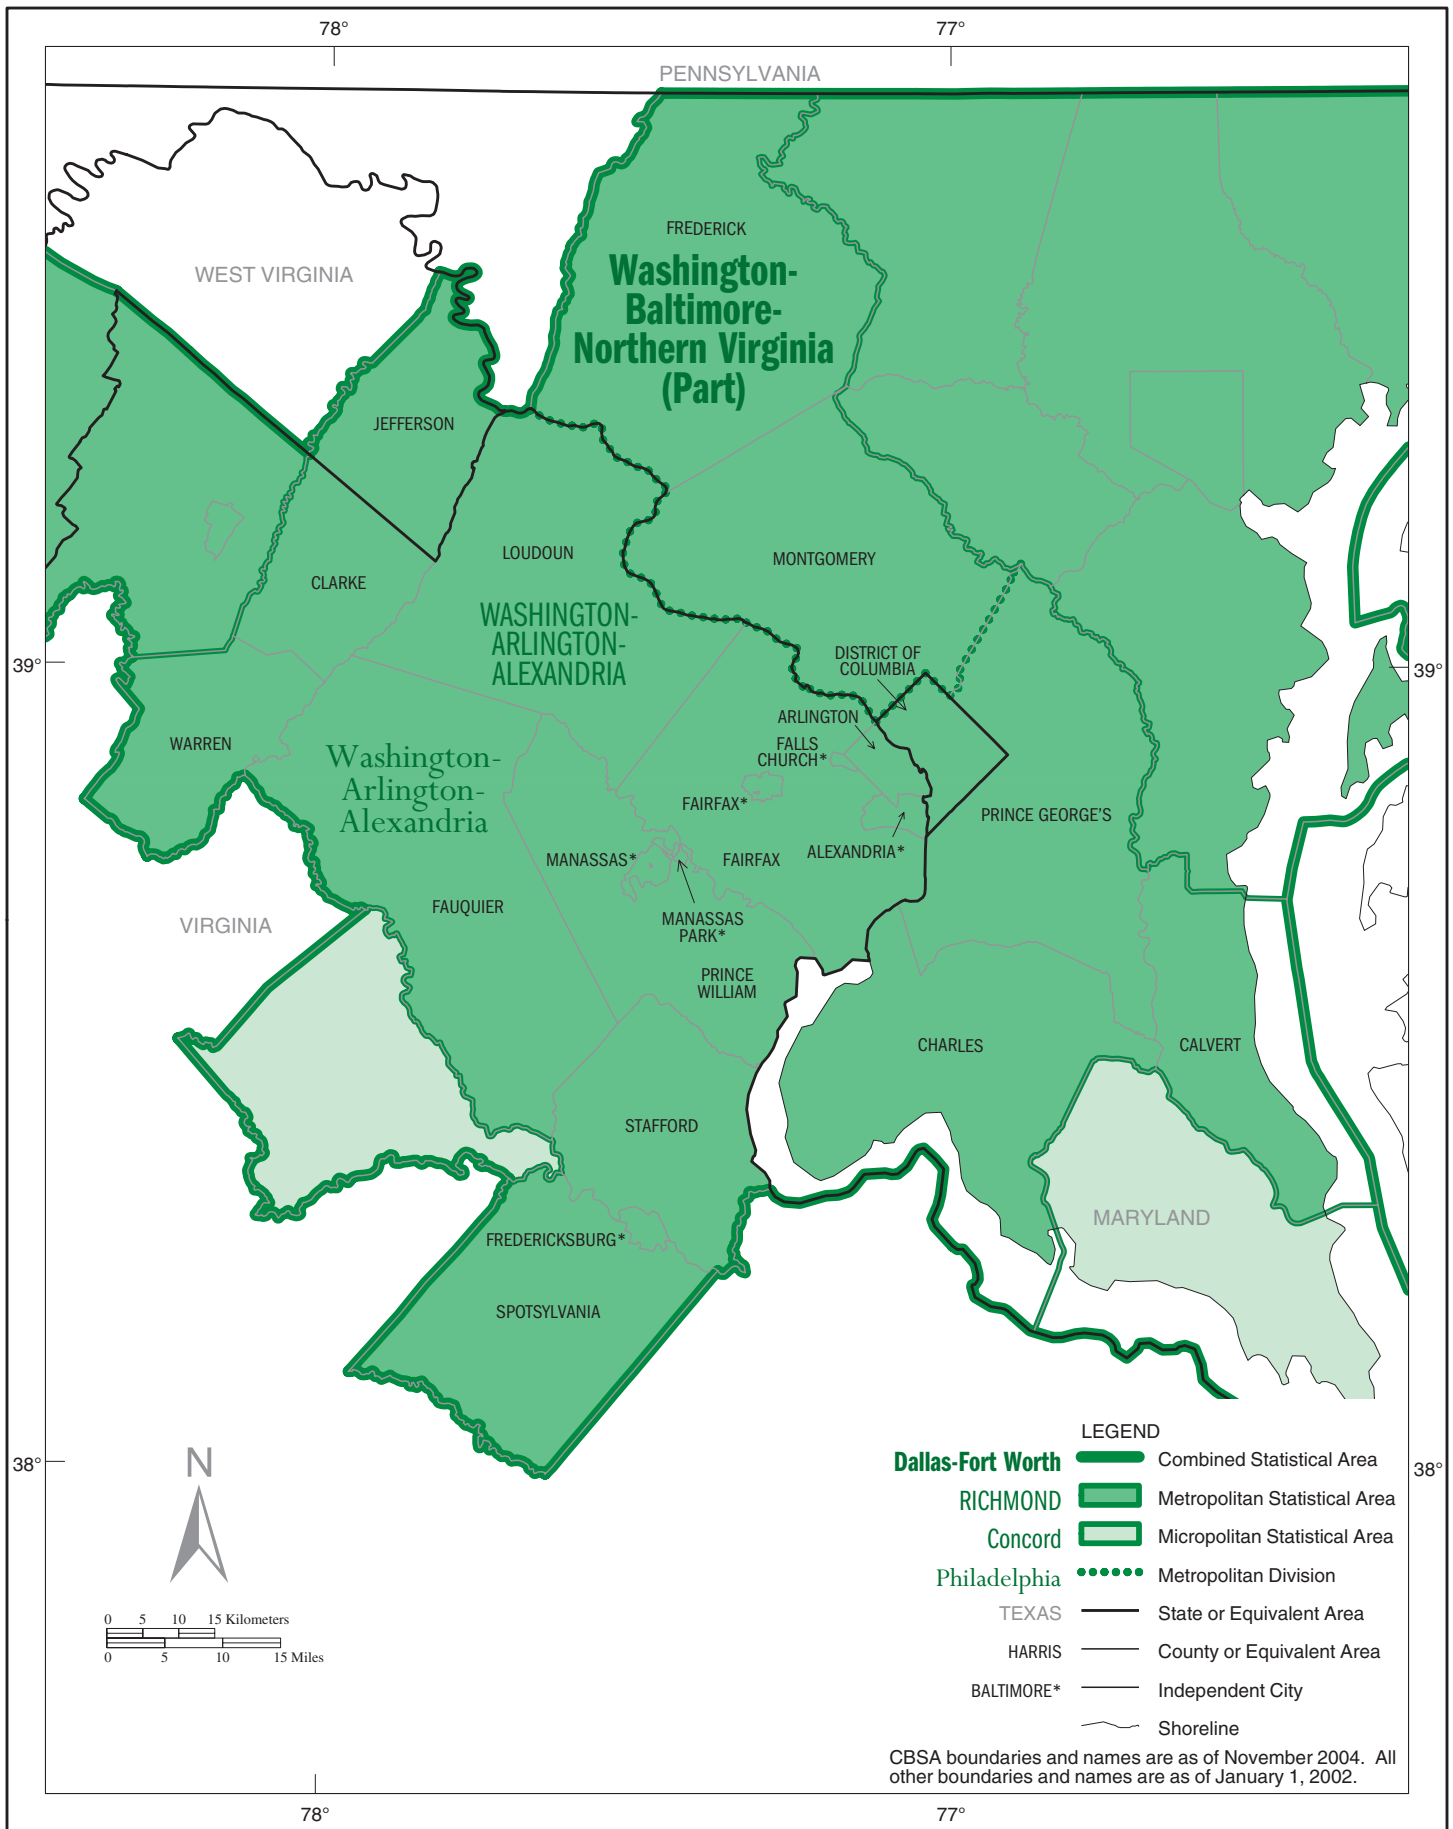 78°
77°
PENNSYLVANIA
FREDERICK
Washington-
Baltimore-
Northern Virginia
(Part)
WEST VIRGINIA
JEFFERSON
LOUDOUN
MONTGOMERY
CLARKE
WASHINGTON-
ARLINGTON-
ALEXANDRIA
39°
39°
DISTRICT OF
COLUMBIA
ARLINGTON
WARREN
FALLS
CHURCH*
Washington-
Arlington-
Alexandria
FAIRFAX*
PRINCE GEORGE'S
MANASSAS*
FAIRFAX
ALEXANDRIA*
FAUQUIER
VIRGINIA
MANASSAS
PARK*
PRINCE
WILLIAM
CHARLES
CALVERT
STAFFORD
MARYLAND
FREDERICKSBURG*
SPOTSYLVANIA
38°
38°
N
0 5 10 15 Kilometers
0 5 10 15 Miles
LEGEND
Dallas-Fort Worth Combined Statistical Area
RICHMOND Metropolitan Statistical Area
Concord Micropolitan Statistical Area
Philadelphia Metropolitan Division
TEXAS State or Equivalent Area
HARRIS County or Equivalent Area
BALTIMORE* Independent City
Shoreline
CBSA boundaries and names are as of November 2004. All
other boundaries and names are as of January 1, 2002.
78°
77°